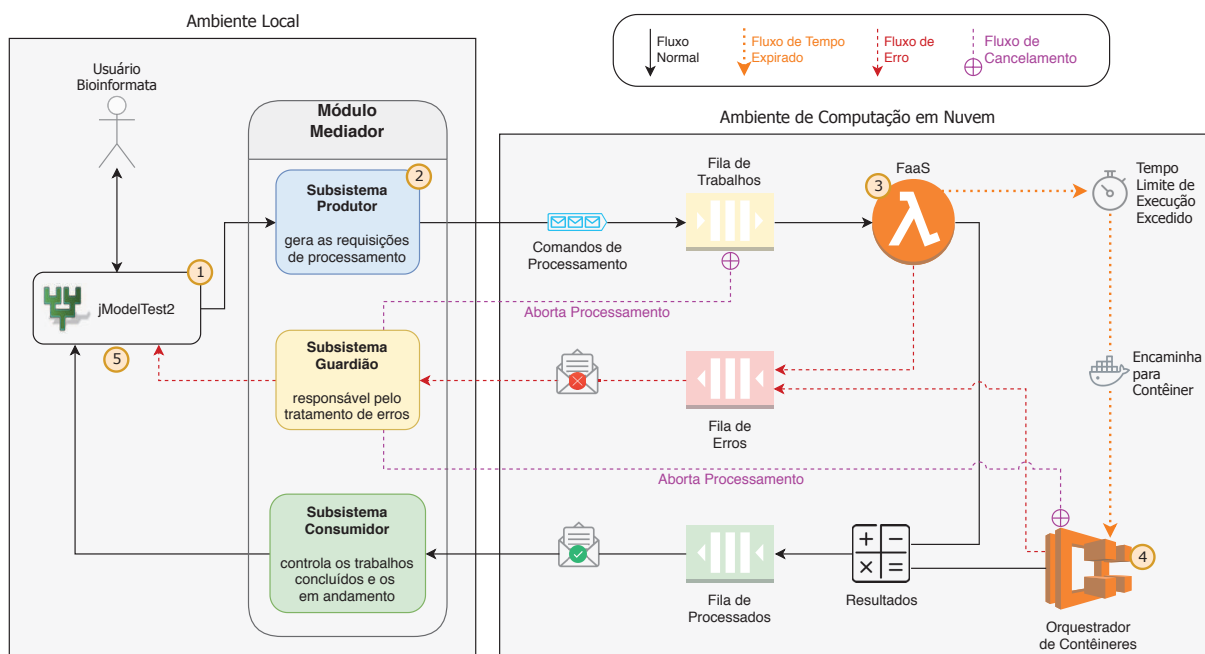 Ambiente Local
Fluxo
Normal
Fluxo de Tempo
Expirado
Fluxo de
Erro
Fluxo de
Cancelamento
Usuário
Bioinformata
Módulo
Mediador
Ambiente de Computação em Nuvem
Subsistema
Produtor
gera as requisições
de processamento
2
Comandos de
Processamento
Fila de
Trabalhos
FaaS
3
Tempo
Limite de
Execução
Excedido
1
jModelTest2
5
Aborta Processamento
Subsistema
Guardião
responsável pelo
tratamento de erros
Fila de
Erros
Encaminha
para
Contêiner
Aborta Processamento
Subsistema
Consumidor
controla os trabalhos
concluídos e os
em andamento
Fila de
Processados
Resultados
4
Orquestrador
de Contêineres